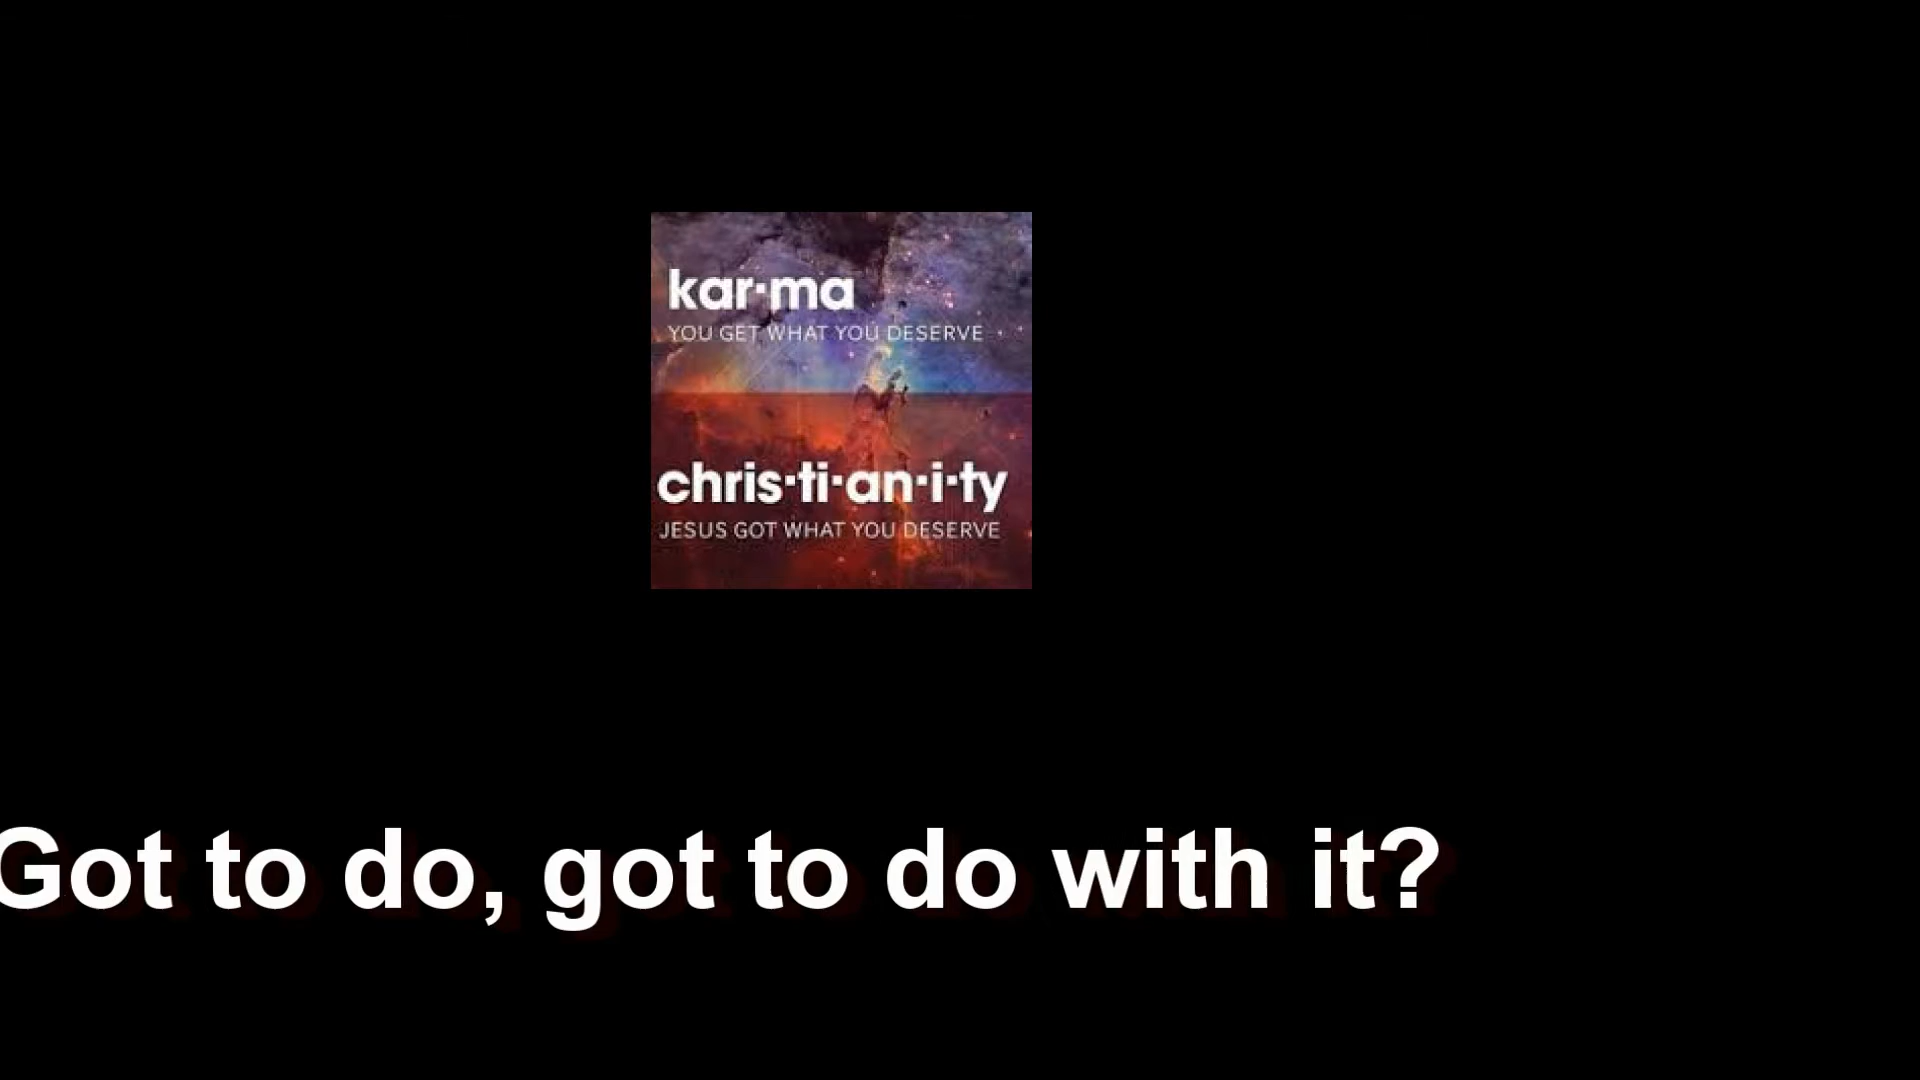 kar·ma
YOU GET WHAT YOU DESERVE
chris·ti·an·i·ty
JESUS GOT WHAT YOU DESERVE
Got to do, got to do with it?